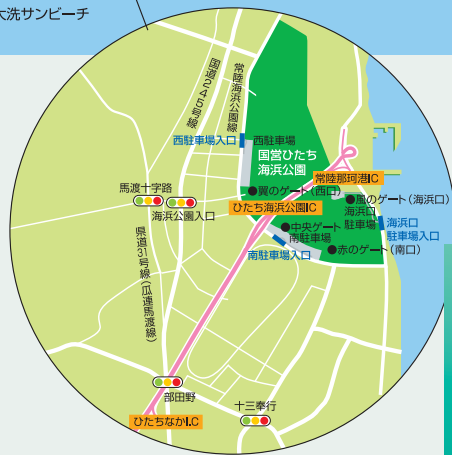 大洗サンビーチ
国道245号線
常陸海浜公園線
西駐車場入口
西駐車場
国営ひたち
海浜公園
常陸那珂港IC
馬渡十字路
翼のゲート(西口)
風のゲート(海浜口)
海浜口
駐車場
海浜公園入口
ひたち海浜公園IC
中央ゲート
南駐車場
海浜口
駐車場入口
南駐車場入口
赤のゲート(南口)
県道31号線(瓜連馬渡線)
部田野
十三奉行
ひたちなかI.C